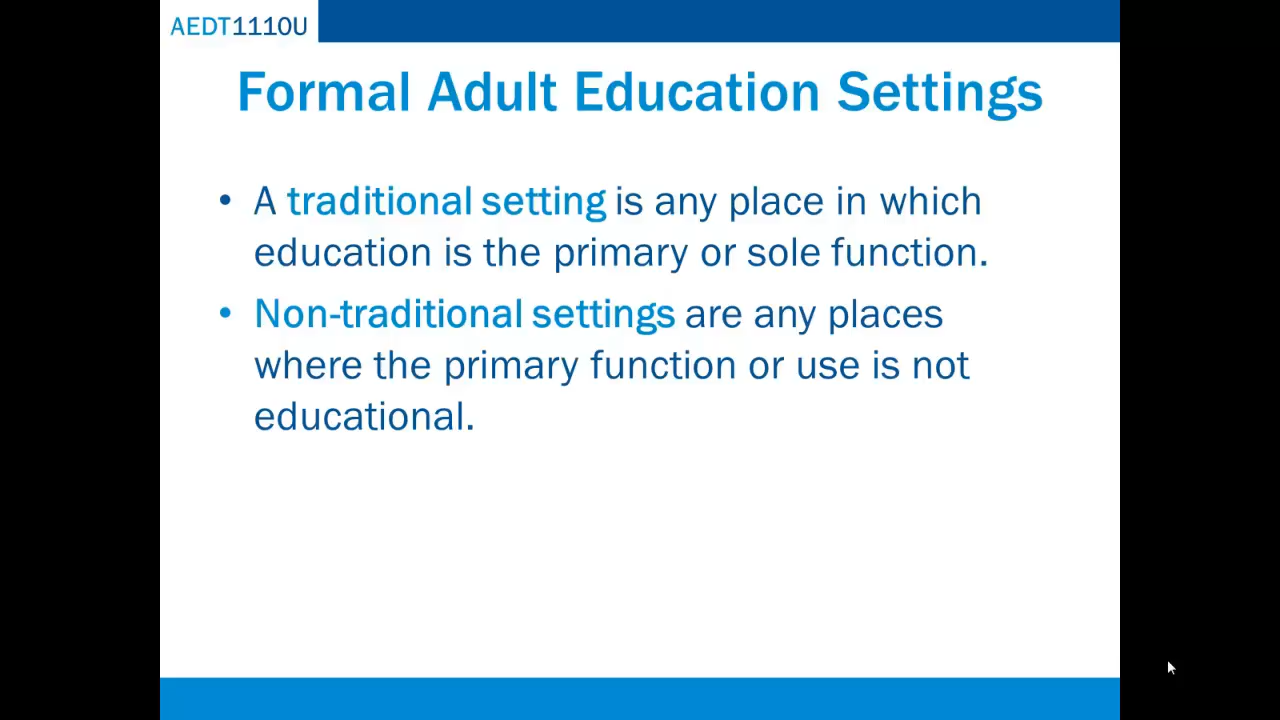 AEDT1110U
Formal Adult Education Settings
• A traditional setting is any place in which
education is the primary or sole function.
• Non-traditional settings are any places
where the primary function or use is not
educational.